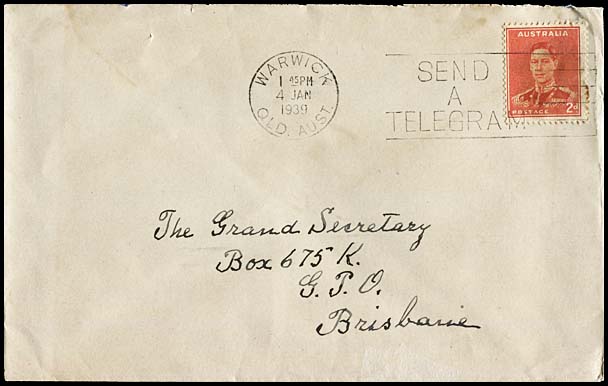 WARWICK
1 45PM
4 JAN
1939
QLD. AUST.
SEND
A
TELEGRAM
AUSTRALIA
POSTAGE 2d
The Grand Secretary
Box 675 K.
G. P. O.
Brisbane